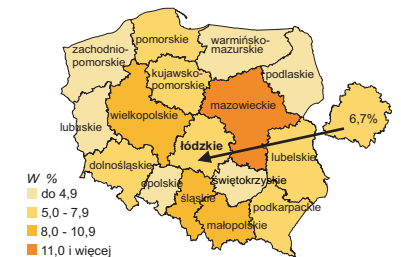 pomorskie
zachodnio-
pomorskie
warmińsko-
mazurskie
podlaskie
kujawsko-
pomorskie
mazowieckie
wielkopolskie
lubuskie
6,7%
łódzkie
lubelskie
dolnośląskie
opolskie
świętokrzyskie
śląskie
podkarpackie
małopolskie
W %
do 4,9
5,0 - 7,9
8,0 - 10,9
11,0 i więcej